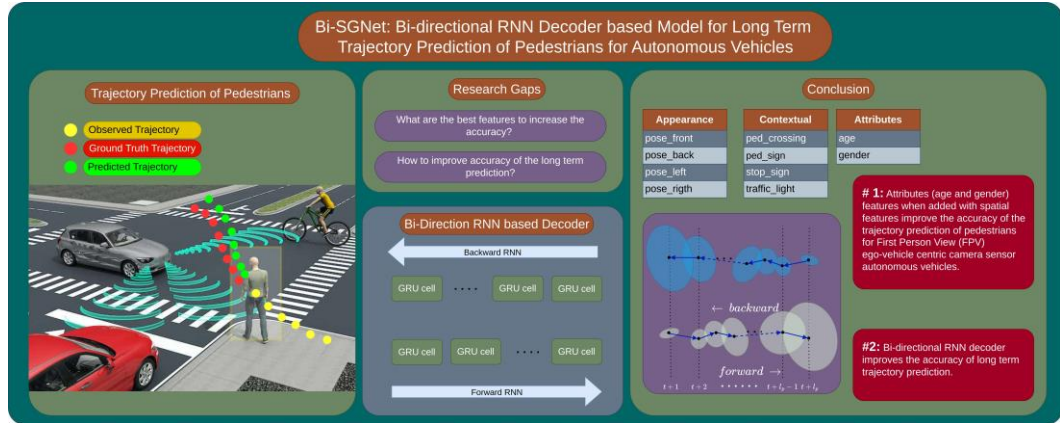 Bi-SGNet: Bi-directional RNN Decoder based Model for Long Term
Trajectory Prediction of Pedestrians for Autonomous Vehicles
Trajectory Prediction of Pedestrians
Observed Trajectory
Ground Truth Trajectory
Predicted Trajectory
Research Gaps
What are the best features to increase the
accuracy?
How to improve accuracy of the long term
prediction?
Bi-Direction RNN based Decoder
Backward RNN
GRU cell . . . . GRU cell GRU cell
GRU cell GRU cell . . . . GRU cell
Forward RNN
Conclusion
Appearance Contextual Attributes
pose_front ped_crossing age
pose_back ped_sign gender
pose_left stop_sign
pose_rigth traffic_light
← backward
forward →
t+1 t+2 . . . . . . t+lₑ−1 t+lₑ
# 1: Attributes (age and gender)
features when added with spatial
features improve the accuracy of the
trajectory prediction of pedestrians
for First Person View (FPV)
ego-vehicle centric camera sensor
autonomous vehicles.
#2: Bi-directional RNN decoder
improves the accuracy of long term
trajectory prediction.